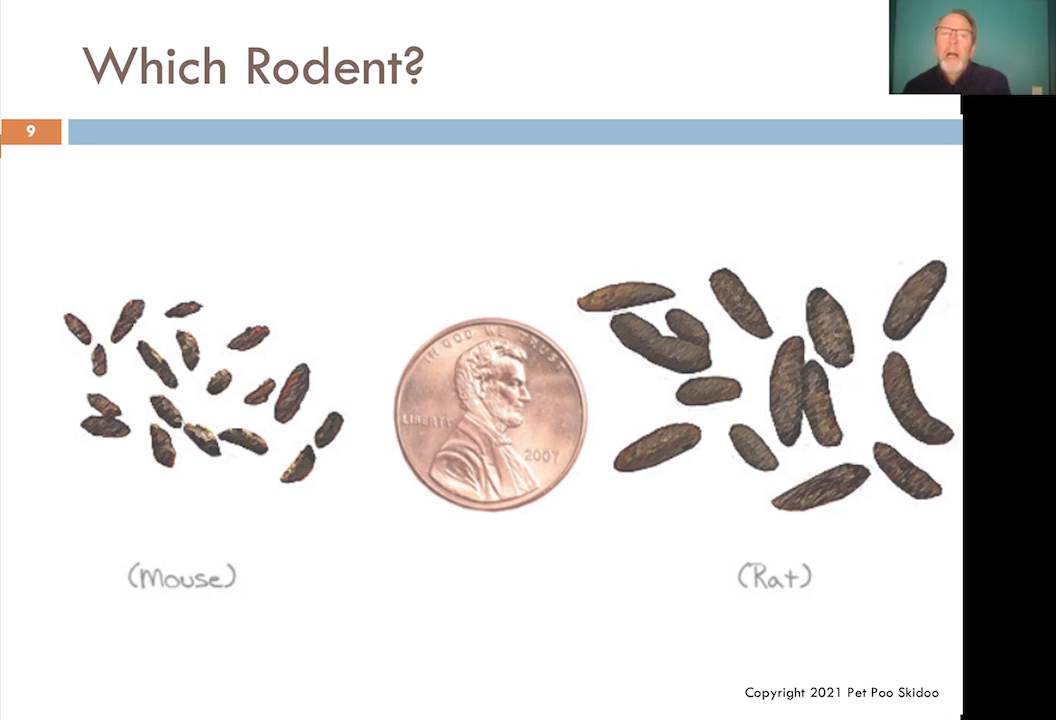 Which Rodent?
9
IN GOD WE TRUST
LIBERTY
2007
(Mouse)
(Rat)
Copyright 2021 Pet Poo Skidoo